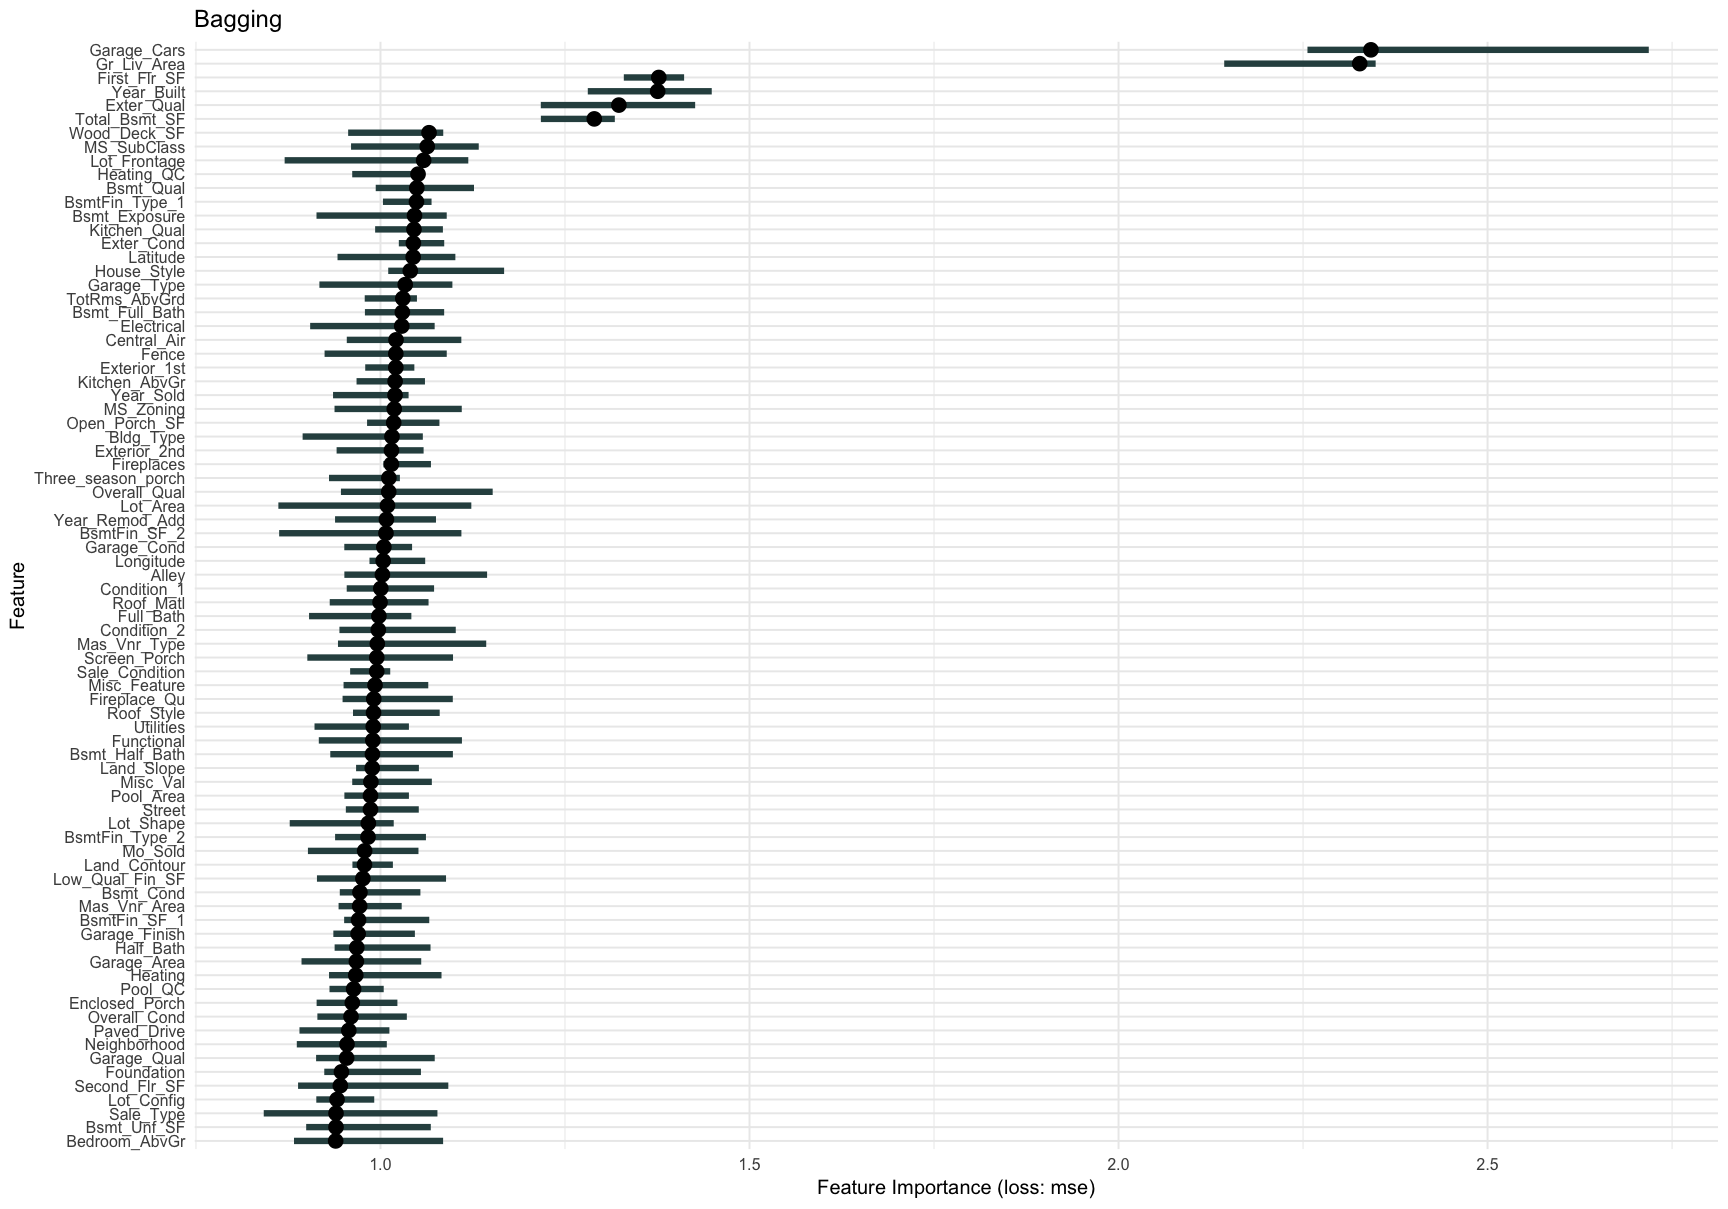 Bagging
Garage_Cars
Gr_Liv_Area
First_Flr_SF
Year_Built
Exter_Qual
Total_Bsmt_SF
Wood_Deck_SF
MS_SubClass
Lot_Frontage
Heating_QC
Bsmt_Qual
BsmtFin_Type_1
Bsmt_Exposure
Kitchen_Qual
Exter_Cond
Latitude
House_Style
Garage_Type
TotRms_AbvGrd
Bsmt_Full_Bath
Electrical
Central_Air
Fence
Exterior_1st
Kitchen_AbvGr
Year_Sold
MS_Zoning
Open_Porch_SF
Bldg_Type
Exterior_2nd
Fireplaces
Three_season_porch
Overall_Qual
Lot_Area
Year_Remod_Add
BsmtFin_SF_2
Garage_Cond
Longitude
Alley
Condition_1
Roof_Matl
Full_Bath
Condition_2
Mas_Vnr_Type
Screen_Porch
Sale_Condition
Misc_Feature
Fireplace_Qu
Roof_Style
Utilities
Functional
Bsmt_Half_Bath
Land_Slope
Misc_Val
Pool_Area
Street
Lot_Shape
BsmtFin_Type_2
Mo_Sold
Land_Contour
Low_Qual_Fin_SF
Bsmt_Cond
Mas_Vnr_Area
BsmtFin_SF_1
Garage_Finish
Half_Bath
Garage_Area
Heating
Pool_QC
Enclosed_Porch
Overall_Cond
Paved_Drive
Neighborhood
Garage_Qual
Foundation
Second_Flr_SF
Lot_Config
Sale_Type
Bsmt_Unf_SF
Bedroom_AbvGr
Feature
1.0 1.5 2.0 2.5
Feature Importance (loss: mse)